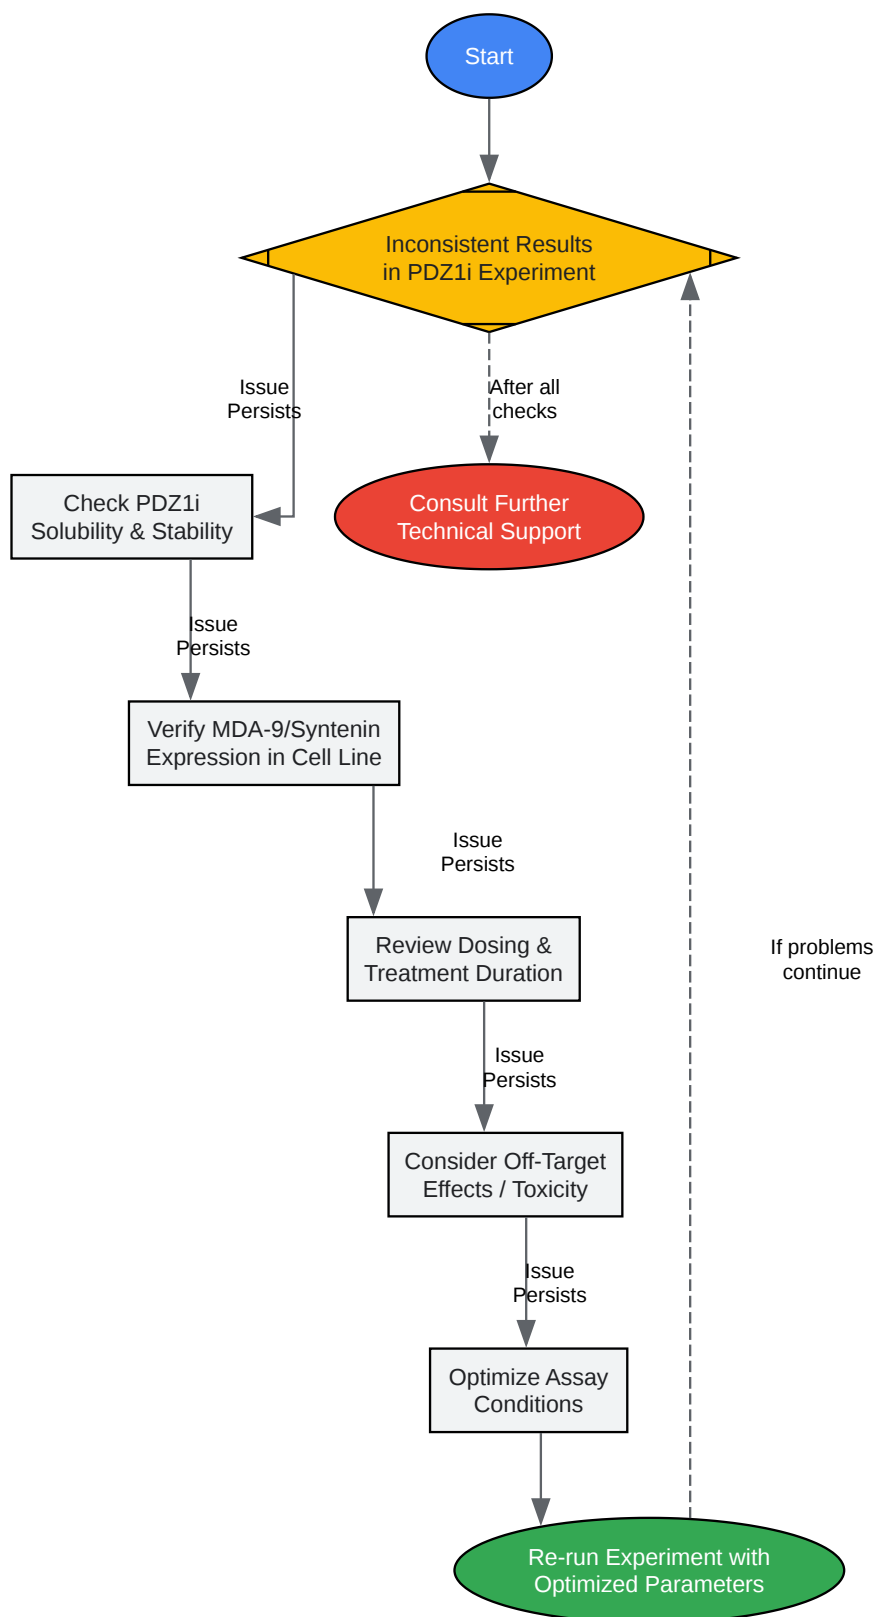 Start
Inconsistent Results
in PDZ1i Experiment
Issue
Persists
After all
checks
Check PDZ1i
Solubility & Stability
Consult Further
Technical Support
Issue
Persists
Verify MDA-9/Syntenin
Expression in Cell Line
Issue
Persists
Review Dosing &
Treatment Duration
If problems
continue
Issue
Persists
Consider Off-Target
Effects / Toxicity
Issue
Persists
Optimize Assay
Conditions
Re-run Experiment with
Optimized Parameters